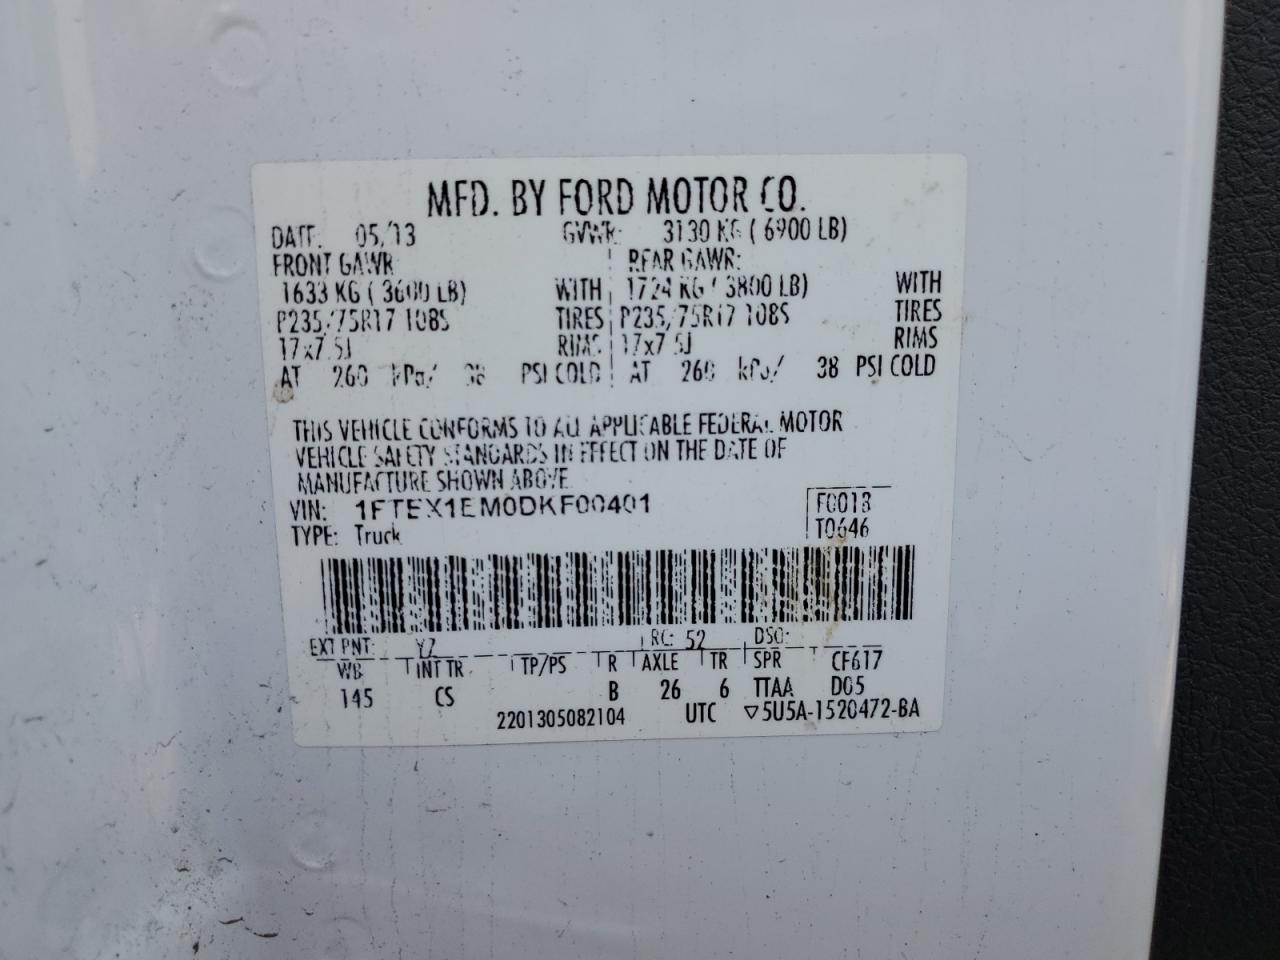 MFD. BY FORD MOTOR CO.
DATE: 05/13 GVWR: 3130 KG ( 6900 LB)
FRONT GAWR: REAR GAWR:
1633 KG ( 3600 LB) WITH 1724 KG ( 3800 LB) WITH
P235/75R17 108S TIRES P235/75R17 108S TIRES
17x7.5J RIMS 17x7.5J RIMS
AT 260 kPa/ 38 PSI COLD AT 260 kPa/ 38 PSI COLD
THIS VEHICLE CONFORMS TO ALL APPLICABLE FEDERAL MOTOR
VEHICLE SAFETY STANDARDS IN EFFECT ON THE DATE OF
MANUFACTURE SHOWN ABOVE
VIN: 1FTEX1EM0DKF00401 F0018
TYPE: Truck T0646
EXT PNT: YZ RC: 52 DSO:
WB INT TR TP/PS R AXLE TR SPR CF617
145 CS B 26 6 TTAA D05
2201305082104 UTC ▽5U5A-1520472-BA